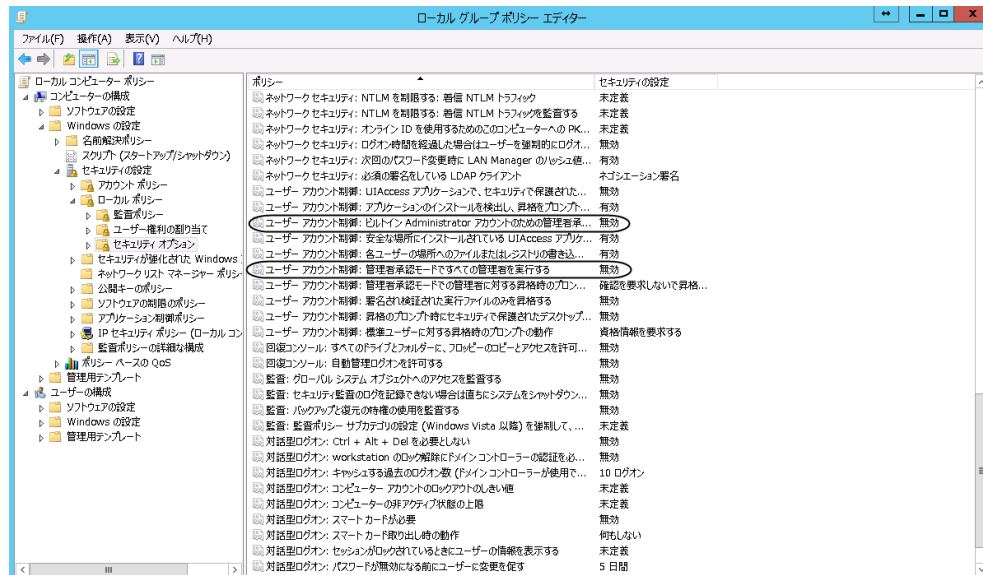 ローカル グループ ポリシー エディター
ファイル(F) 操作(A) 表示(V) ヘルプ(H)
ローカル コンピューター ポリシー
コンピューターの構成
ソフトウェアの設定
Windows の設定
名前解決ポリシー
スクリプト (スタートアップ/シャットダウン)
セキュリティの設定
アカウント ポリシー
ローカル ポリシー
監査ポリシー
ユーザー権利の割り当て
セキュリティ オプション
セキュリティが強化された Windows
ネットワーク リスト マネージャー ポリシー
公開キーのポリシー
ソフトウェアの制限のポリシー
アプリケーション制御ポリシー
IP セキュリティ ポリシー (ローカル コン
監査ポリシーの詳細な構成
ポリシー ベースの QoS
管理用テンプレート
ユーザーの構成
ソフトウェアの設定
Windows の設定
管理用テンプレート
ポリシー セキュリティの設定
ネットワーク セキュリティ: NTLM を制限する: 着信 NTLM トラフィック 未定義
ネットワーク セキュリティ: NTLM を制限する: 着信 NTLM トラフィックを監査する 未定義
ネットワーク セキュリティ: オンライン ID を使用するためのこのコンピューターへの PK... 未定義
ネットワーク セキュリティ: ログオン時間を経過した場合はユーザーを強制的にログオ... 無効
ネットワーク セキュリティ: 次回のパスワード変更時に LAN Manager のハッシュ値... 有効
ネットワーク セキュリティ: 必須の署名をしている LDAP クライアント ネゴシエーション署名
ユーザー アカウント制御: UIAccess アプリケーションで、セキュリティで保護された... 無効
ユーザー アカウント制御: アプリケーションのインストールを検出し、昇格をプロンプト... 有効
ユーザー アカウント制御: ビルトイン Administrator アカウントのための管理者承... 無効
ユーザー アカウント制御: 安全な場所にインストールされている UIAccess アプリケ... 有効
ユーザー アカウント制御: 各ユーザーの場所へのファイルまたはレジストリの書き込... 有効
ユーザー アカウント制御: 管理者承認モードですべての管理者を実行する 無効
ユーザー アカウント制御: 管理者承認モードでの管理者に対する昇格時のプロン... 確認を要求しないで昇格...
ユーザー アカウント制御: 署名され検証された実行ファイルのみを昇格する 無効
ユーザー アカウント制御: 昇格のプロンプト時にセキュリティで保護されたデスクトップ... 無効
ユーザー アカウント制御: 標準ユーザーに対する昇格時のプロンプトの動作 資格情報を要求する
回復コンソール: すべてのドライブとフォルダーに、フロッピーのコピーとアクセスを許可... 無効
回復コンソール: 自動管理ログオンを許可する 無効
監査: グローバル システム オブジェクトへのアクセスを監査する 無効
監査: セキュリティ監査のログを記録できない場合は直ちにシステムをシャットダウン... 無効
監査: バックアップと復元の特権の使用を監査する 無効
監査: 監査ポリシー サブカテゴリの設定 (Windows Vista 以降) を強制して、... 未定義
対話型ログオン: Ctrl + Alt + Del を必要としない 無効
対話型ログオン: workstation のロック解除にドメイン コントローラーの認証を必... 無効
対話型ログオン: キャッシュする過去のログオン数 (ドメイン コントローラーが使用で... 10 ログオン
対話型ログオン: コンピューター アカウントのロックアウトのしきい値 未定義
対話型ログオン: コンピューターの非アクティブ状態の上限 未定義
対話型ログオン: スマート カードが必要 無効
対話型ログオン: スマート カード取り出し時の動作 何もしない
対話型ログオン: セッションがロックされているときにユーザーの情報を表示する 未定義
対話型ログオン: パスワードが無効になる前にユーザーに変更を促す 5 日間